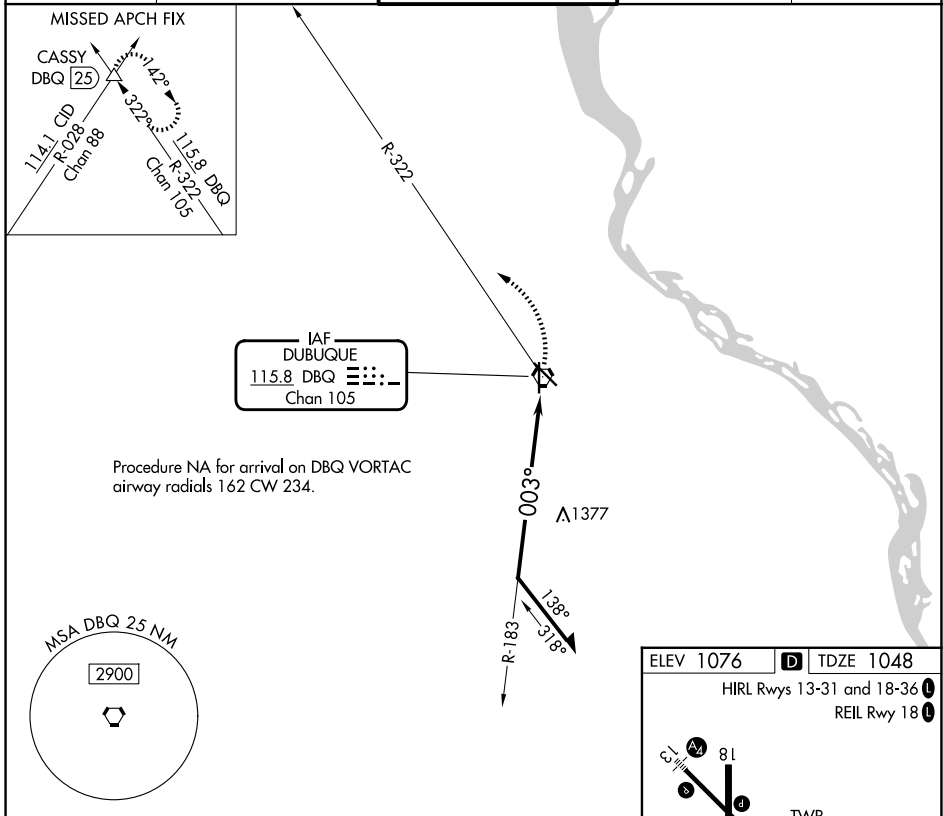 MISSED APCH FIX
CASSY
DBQ 25
142°
322°
114.1 CID
R-028
Chan 88
115.8 DBQ
R-322
Chan 105
R-322
IAF
DUBUQUE
115.8 DBQ
Chan 105
Procedure NA for arrival on DBQ VORTAC
airway radials 162 CW 234.
003°
1377
138°
318°
R-183
MSA DBQ 25 NM
2900
ELEV 1076 D TDZE 1048
HIRL Rwys 13-31 and 18-36 L
REIL Rwy 18 L
13
A4
18
P
P
TWR